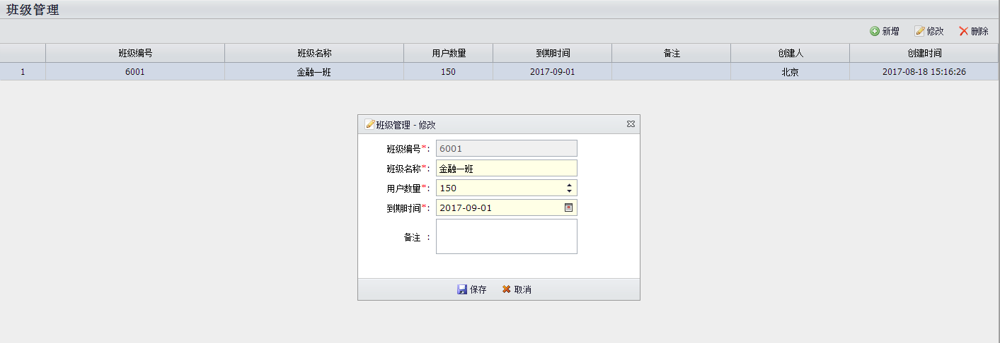 班级管理
新增 修改 删除
班级编号 班级名称 用户数量 到期时间 备注 创建人 创建时间
1 6001 金融一班 150 2017-09-01 北京 2017-08-18 15:16:26
班级管理 - 修改
班级编号*: 6001
班级名称*: 金融一班
用户数量*: 150
到期时间*: 2017-09-01
备注 :
保存 取消